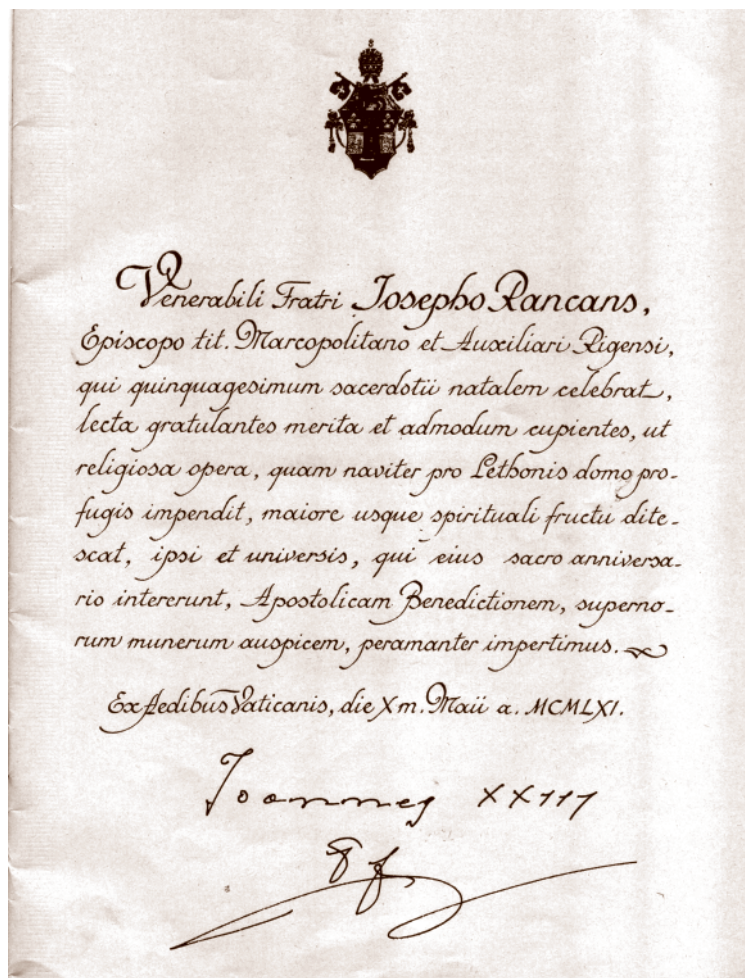 Venerabili Fratri Josepho Rancans,
Episcopo tit. Marcopolitano et Auxiliari Rigensi,
qui quinquagesimum sacerdotii natalem celebrat,
lecta gratulantes merita et admodum cupientes, ut
religiosa opera, quam naviter pro Lethonis domo pro-
fugis impendit, maiore usque spirituali fructu dite-
scat, ipsi et universis, qui eius sacro anniversa-
rio intererunt, Apostolicam Benedictionem, superno-
rum munerum auspicem, peramanter impertimus.
Ex Aedibus Vaticanis, die X m. Maii a. MCMLXI.
Joannes XXIII